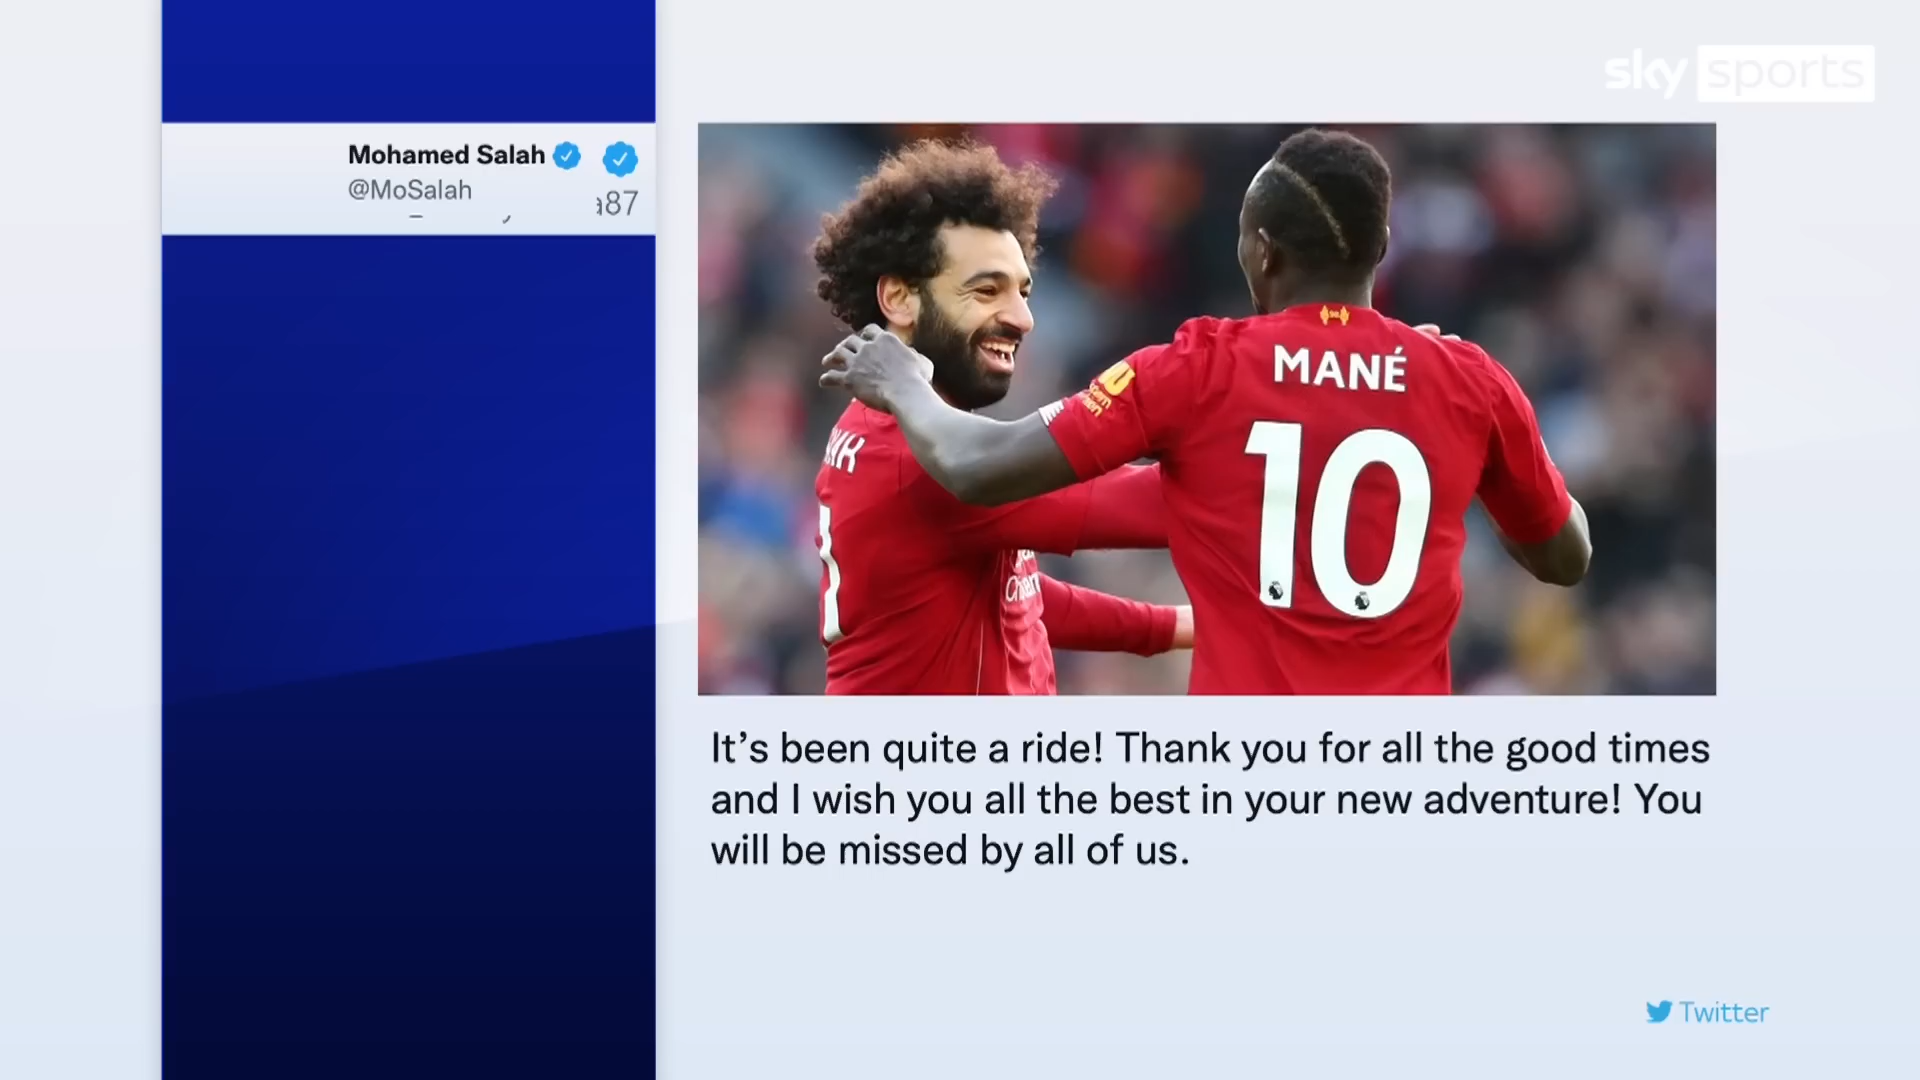 sky sports
Mohamed Salah
@MoSalah
87
MANÉ
10
It’s been quite a ride! Thank you for all the good times
and I wish you all the best in your new adventure! You
will be missed by all of us.
Twitter